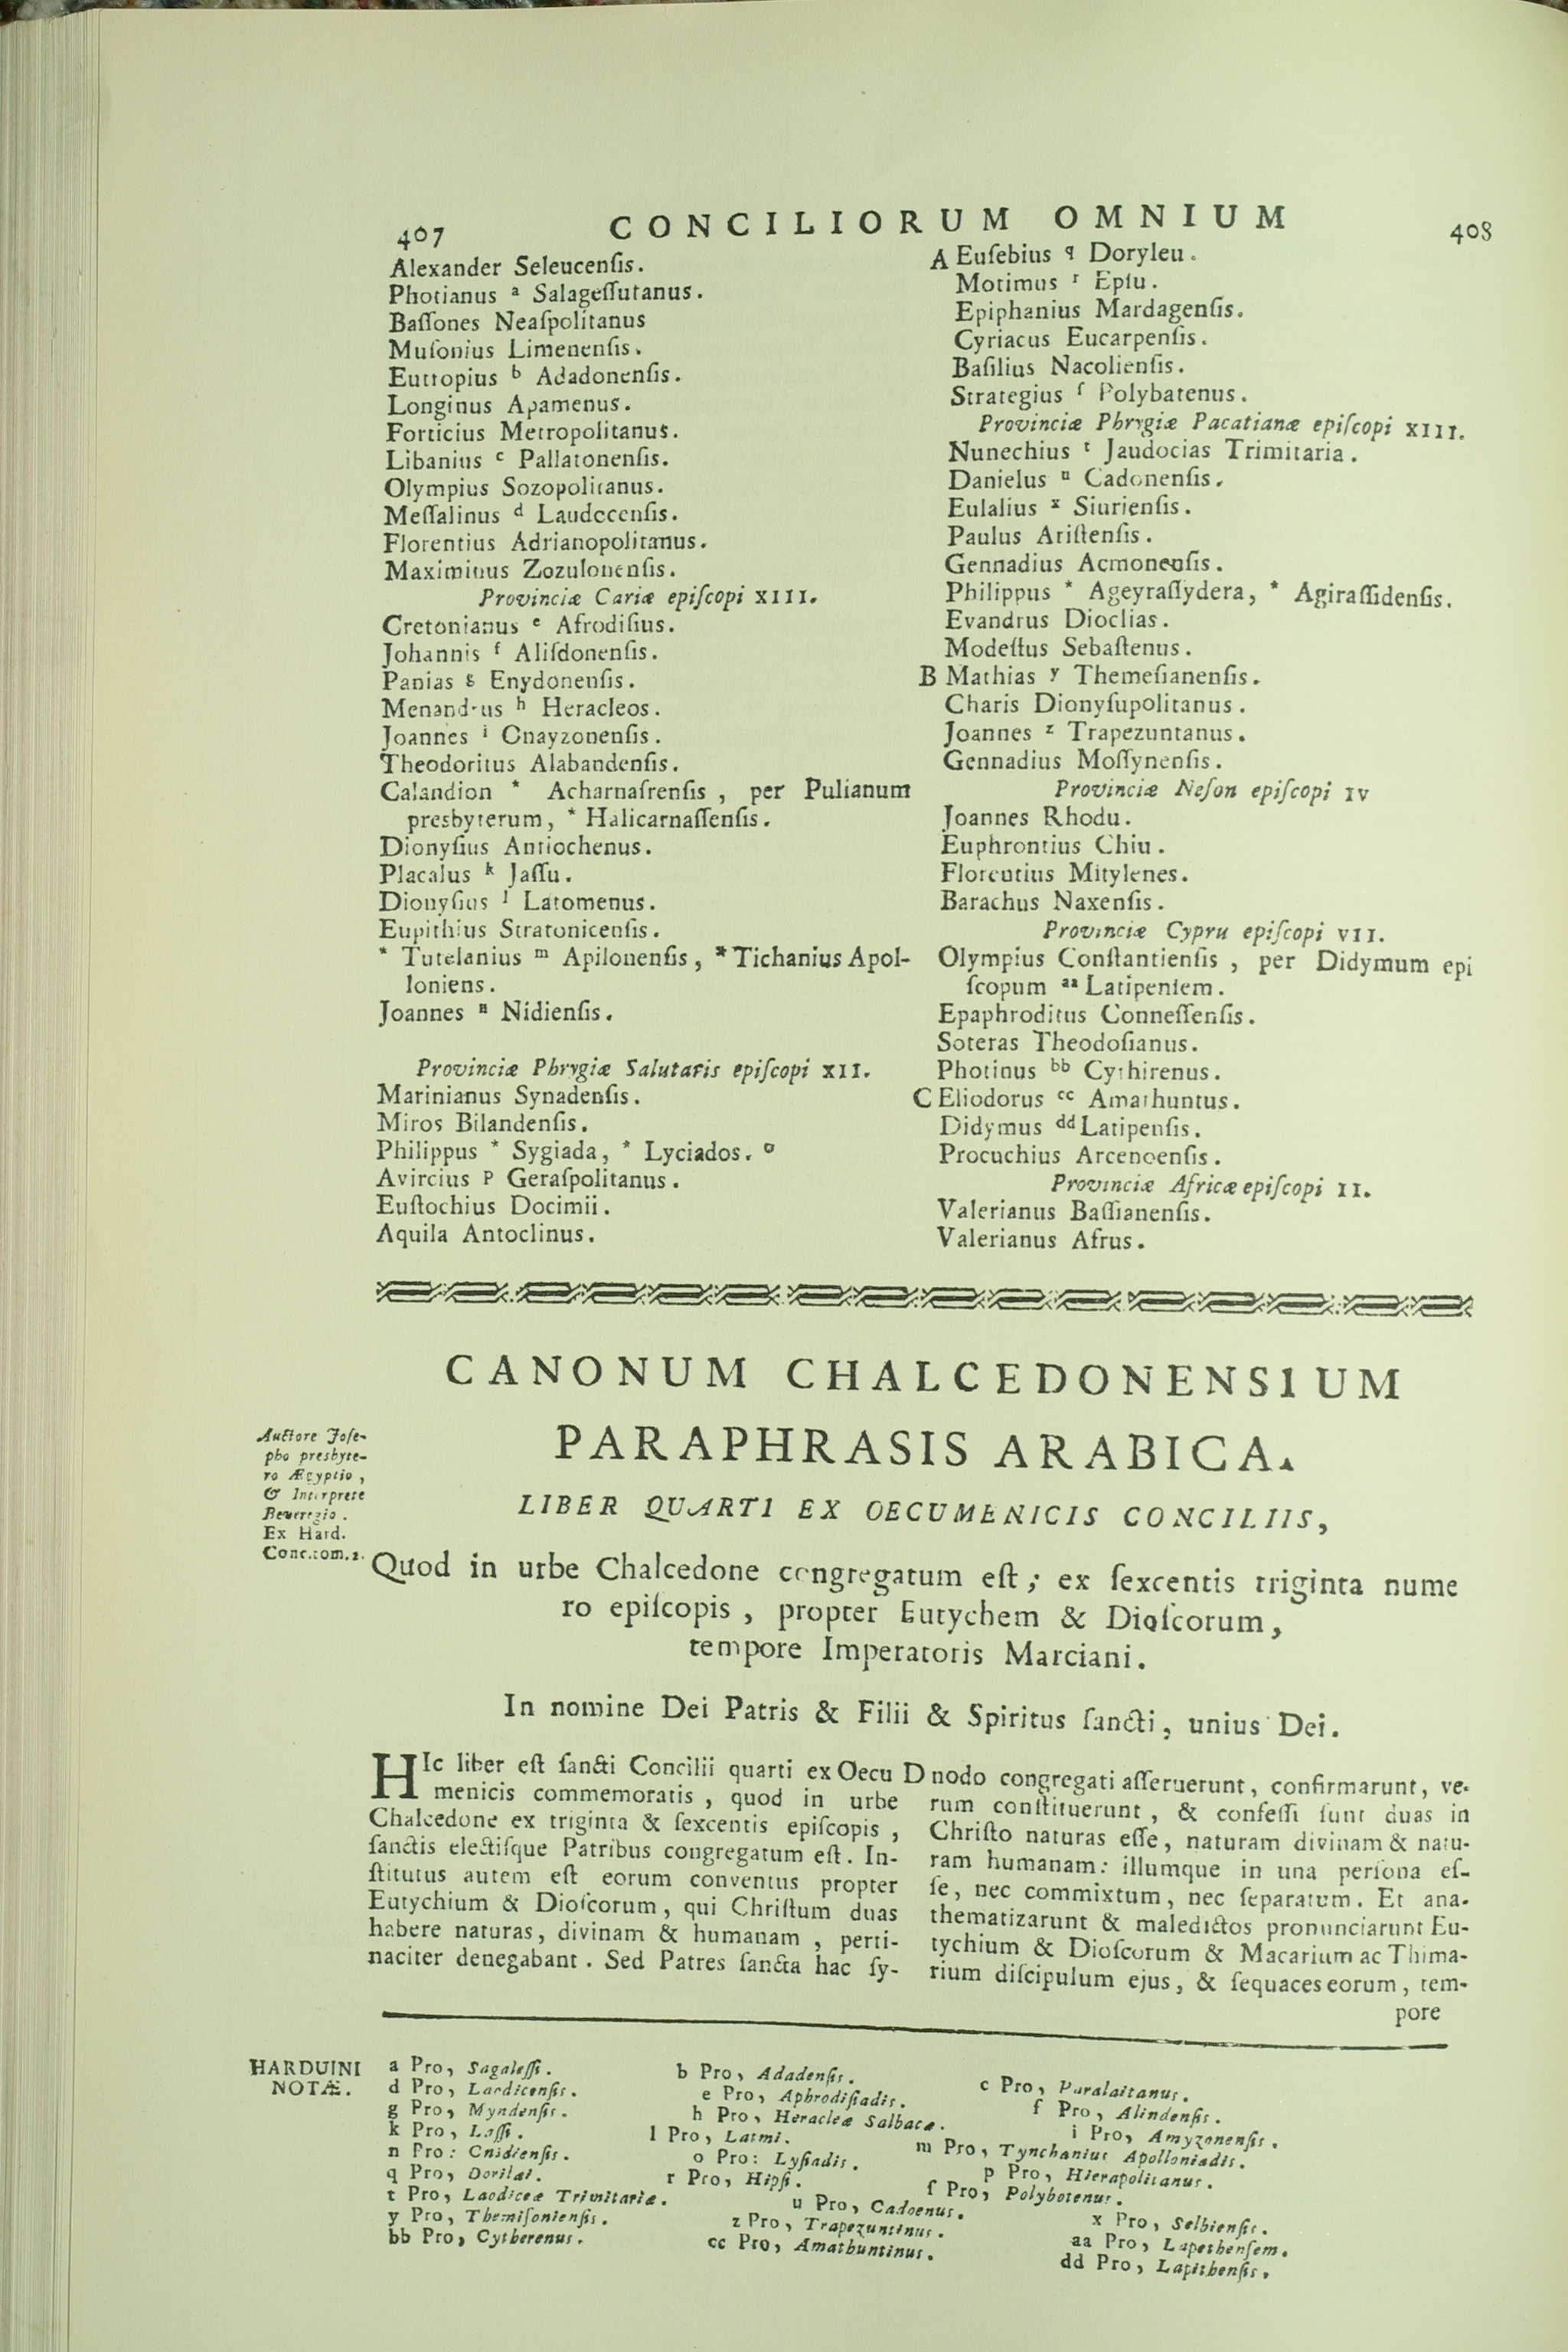 407 CONCILIORUM OMNIUM 408
Alexander Seleucenſis.
Photianus a Salageſſutanus.
Baſſones Neaſpolitanus
Muſonius Limenenſis.
Eutropius b Adadonenſis.
Longinus Apamenus.
Forticius Metropolitanus.
Libanius c Pallatonenſis.
Olympius Sozopolitanus.
Meſſalinus d Laudecenſis.
Florentius Adrianopolitanus.
Maximinus Zozulonenſis.
Provinciæ Cariæ epiſcopi XIII.
Cretonianus e Afrodiſius.
Johannis f Aliſdonenſis.
Panias g Enydonenſis.
Menandrus h Heracleos.
Joannes i Onayzonenſis.
Theodoritus Alabandenſis.
Calandion * Acharnaſrenſis, per Pulianum
presbyterum, * Halicarnaſſenſis.
Dionyſius Antiochenus.
Placalus k Jaſſu.
Dionyſius l Latomenus.
Eupithius Stratonicenſis.
* Tutelanius m Apilonenſis, * Tichanius Apol-
loniens.
Joannes n Nidienſis.
Provinciæ Phrygiæ Salutaris epiſcopi XII.
Marinianus Synadenſis.
Miros Bilandenſis.
Philippus * Sygiada, * Lyciados. o
Avircius p Geraſpolitanus.
Euſtochius Docimii.
Aquila Antoclinus.
A Euſebius q Doryleu.
Motimus r Epſu.
Epiphanius Mardagenſis.
Cyriacus Eucarpenſis.
Baſilius Nacolienſis.
Strategius ſ Polybatenus.
Provinciæ Phrygiæ Pacatianæ epiſcopi XIII.
Nunechius t Jaudocias Trimitaria.
Danielus u Cadonenſis.
Eulalius x Siurienſis.
Paulus Ariſtenſis.
Gennadius Acmonenſis.
Philippus * Ageyraſſydera, * Agiraſſidenſis.
Evandrus Dioclias.
Modeſtus Sebaſtenus.
B Mathias y Themeſianenſis.
Charis Dionyſupolitanus.
Joannes z Trapezuntanus.
Gennadius Moſſynenſis.
Provinciæ Neſon epiſcopi IV
Joannes Rhodu.
Euphrontius Chiu.
Florentius Mitylenes.
Barachus Naxenſis.
Provinciæ Cypru epiſcopi VII.
Olympius Conſtantienſis, per Didymum epi
ſcopum aa Latipenſem.
Epaphroditus Conneſſenſis.
Soteras Theodoſianus.
Photinus bb Cythirenus.
C Eliodorus cc Amathuntus.
Didymus dd Latipenſis.
Procuchius Arcenoenſis.
Provinciæ Africæ epiſcopi II.
Valerianus Baſſianenſis.
Valerianus Afrus.
CANONUM CHALCEDONENSIUM
PARAPHRASIS ARABICA.
Auctore Joſe-
pho presbyte-
ro Ægyptio,
& Interprete
Beveregio.
Ex Hard.
Conc. tom. 2.
LIBER QUARTI EX OECUMENICIS CONCILIIS,
Quod in urbe Chalcedone congregatum eſt; ex ſexcentis triginta nume
ro epiſcopis, propter Eutychem & Dioſcorum,
tempore Imperatoris Marciani.
In nomine Dei Patris & Filii & Spiritus ſancti, unius Dei.
HIc liber eſt ſancti Concilii quarti ex Oecu
menicis commemoratis, quod in urbe
Chalcedone ex triginta & ſexcentis epiſcopis,
ſanctis electiſque Patribus congregatum eſt. In-
ſtitutus autem eſt eorum conventus propter
Eutychium & Dioſcorum, qui Chriſtum duas
habere naturas, divinam & humanam, perti-
naciter denegabant. Sed Patres ſancta hac ſy-
D nodo congregati aſſeruerunt, confirmarunt, ve-
rum conſtituerunt, & confeſſi ſunt duas in
Chriſto naturas eſſe, naturam divinam & natu-
ram humanam: illumque in una perſona eſ-
ſe, nec commixtum, nec ſeparatum. Et ana-
thematizarunt & maledictos pronunciarunt Eu-
tychium & Dioſcorum & Macarium ac Thima-
rium diſcipulum ejus, & ſequaces eorum, tem-
pore
HARDUINI
NOTÆ.
a Pro, Sagaleſſi. b Pro, Adadenſis. c Pro, Paralaitanus.
d Pro, Laodicenſis. e Pro, Aphrodiſiadis. f Pro, Alindenſis.
g Pro, Myndenſis. h Pro, Heracleæ Salbacæ. i Pro, Amyzonenſis.
k Pro, Laſſi. l Pro, Latmi. m Pro, Tynchanius Apolloniadis.
n Pro: Cnidienſis. o Pro: Lyſiadis. p Pro, Hierapolitanus.
q Pro, Dorilai. r Pro, Hipſi. ſ Pro, Polybotenus.
t Pro, Laodiceæ Trimitariæ. u Pro, Cadoenus. x Pro, Selbienſis.
y Pro, Themiſonienſis. z Pro, Trapezuntinus. aa Pro, Lapethenſem.
bb Pro, Cytherenus. cc Pro, Amathuntinus. dd Pro, Lapithenſis.